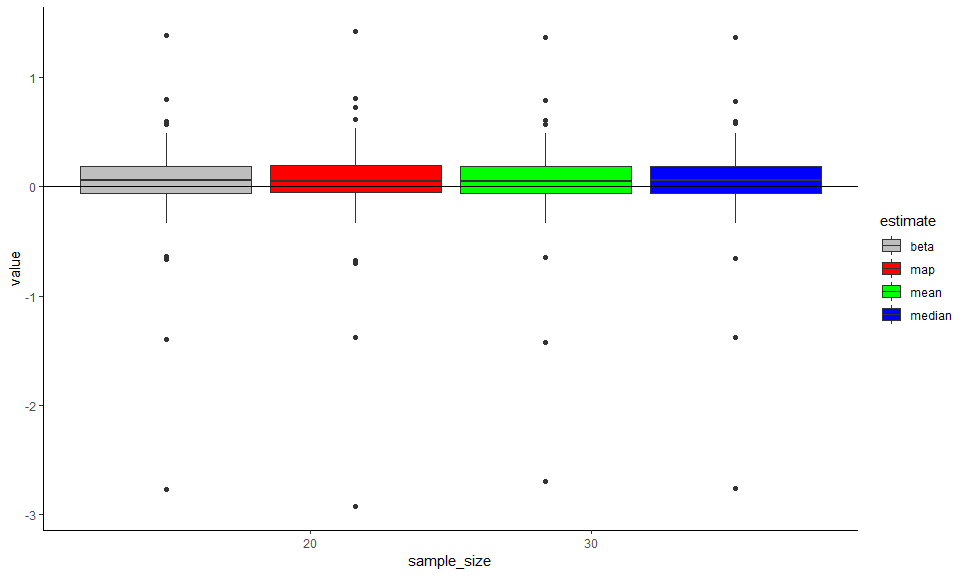 1
0
-1
-2
-3
value
20
30
sample_size
estimate
beta
map
mean
median